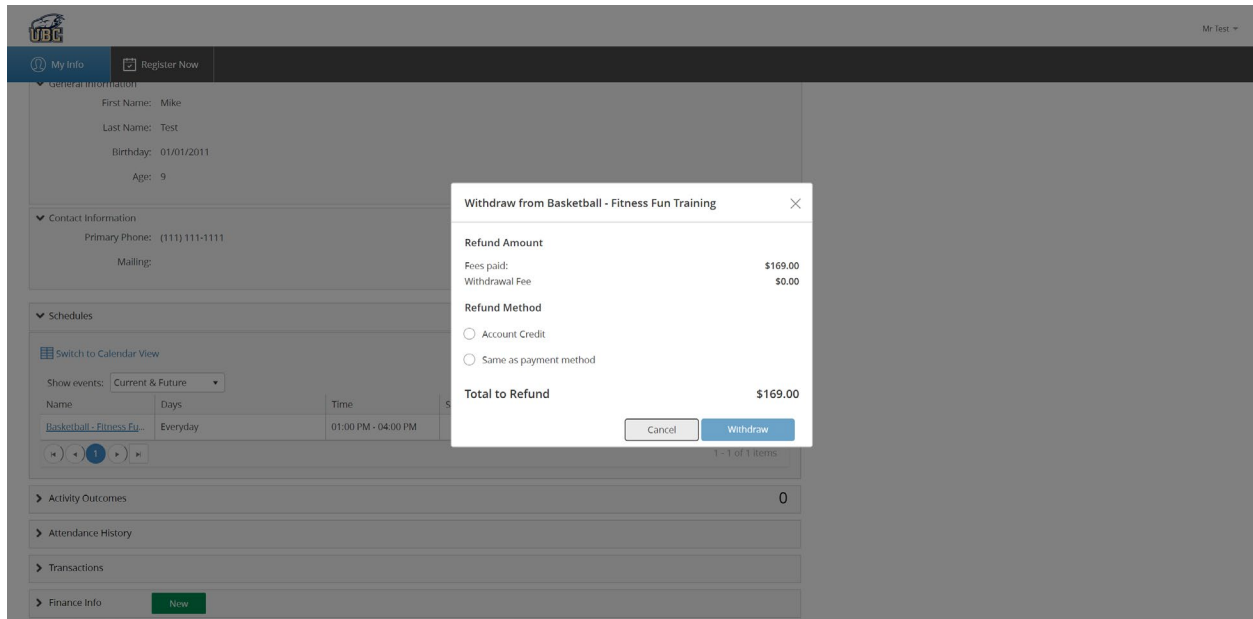 UBC
Mr Test
My Info
Register Now
General Information
First Name: Mike
Last Name: Test
Birthday: 01/01/2011
Age: 9
Contact Information
Primary Phone: (111) 111-1111
Mailing:
Schedules
Switch to Calendar View
Show events: Current & Future
Name Days Time S
Basketball - Fitness Fu... Everyday 01:00 PM - 04:00 PM
1
1 - 1 of 1 items
Activity Outcomes 0
Attendance History
Transactions
Finance Info New
Withdraw from Basketball - Fitness Fun Training
Refund Amount
Fees paid: $169.00
Withdrawal Fee $0.00
Refund Method
Account Credit
Same as payment method
Total to Refund $169.00
Cancel Withdraw